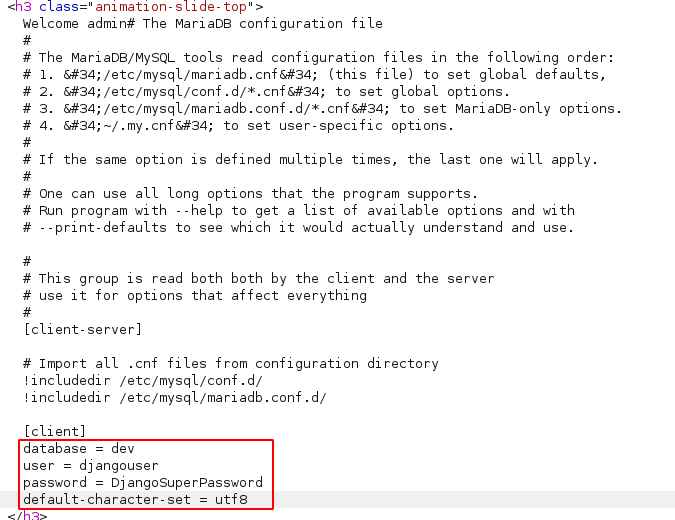 <h3 class="animation-slide-top">
Welcome admin# The MariaDB configuration file
#
# The MariaDB/MySQL tools read configuration files in the following order:
# 1. &#34;/etc/mysql/mariadb.cnf&#34; (this file) to set global defaults,
# 2. &#34;/etc/mysql/conf.d/*.cnf&#34; to set global options.
# 3. &#34;/etc/mysql/mariadb.conf.d/*.cnf&#34; to set MariaDB-only options.
# 4. &#34;~/.my.cnf&#34; to set user-specific options.
#
# If the same option is defined multiple times, the last one will apply.
#
# One can use all long options that the program supports.
# Run program with --help to get a list of available options and with
# --print-defaults to see which it would actually understand and use.
#
# This group is read both both by the client and the server
# use it for options that affect everything
#
[client-server]
# Import all .cnf files from configuration directory
!includedir /etc/mysql/conf.d/
!includedir /etc/mysql/mariadb.conf.d/
[client]
database = dev
user = djangouser
password = DjangoSuperPassword
default-character-set = utf8
</h3>